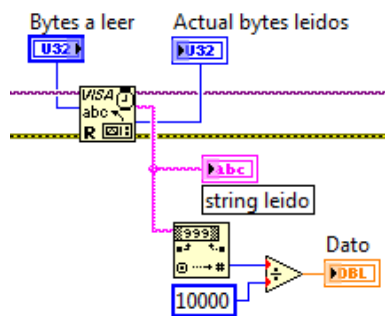 Bytes a leer
Actual bytes leidos
U32
U32
VISA
abc
R
abc
string leido
999
Dato
DBL
10000